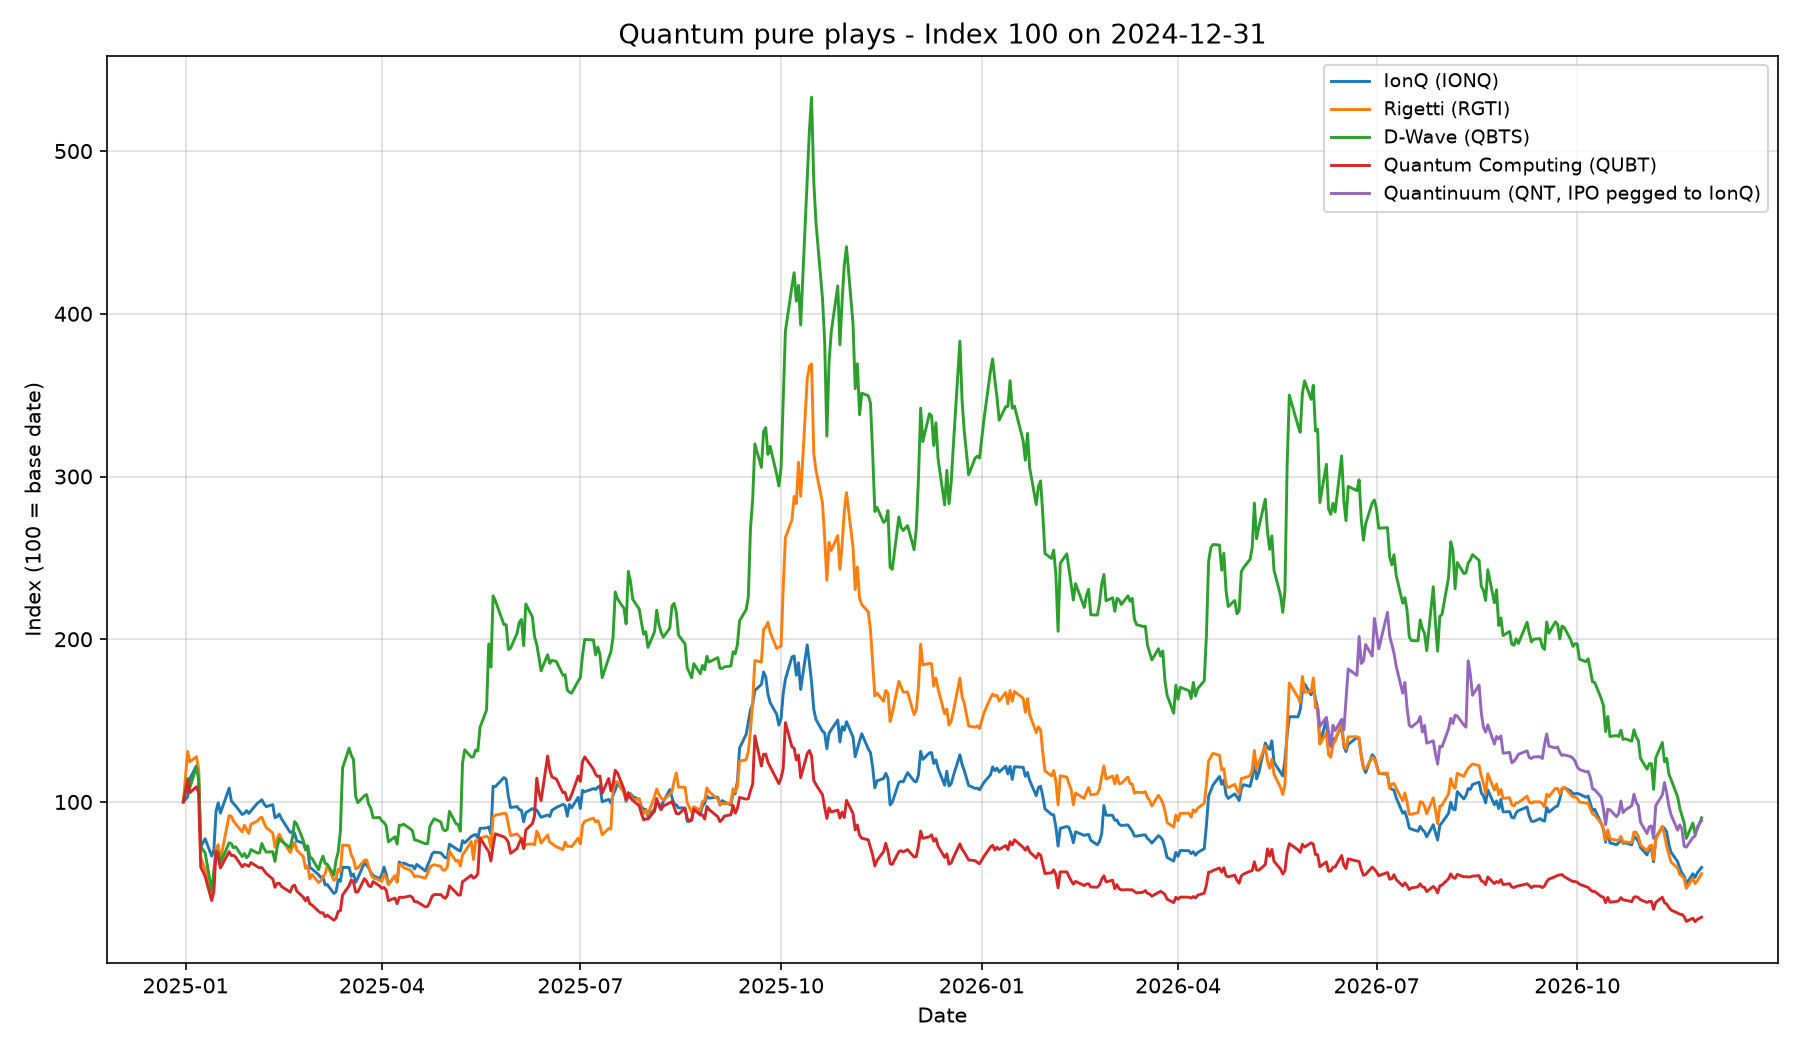 Quantum pure plays - Index 100 on 2024-12-31
IonQ (IONQ)
Rigetti (RGTI)
D-Wave (QBTS)
Quantum Computing (QUBT)
Quantinuum (QNT, IPO pegged to IonQ)
Index (100 = base date)
500
400
300
200
100
2025-01
2025-04
2025-07
2025-10
2026-01
2026-04
2026-07
2026-10
Date